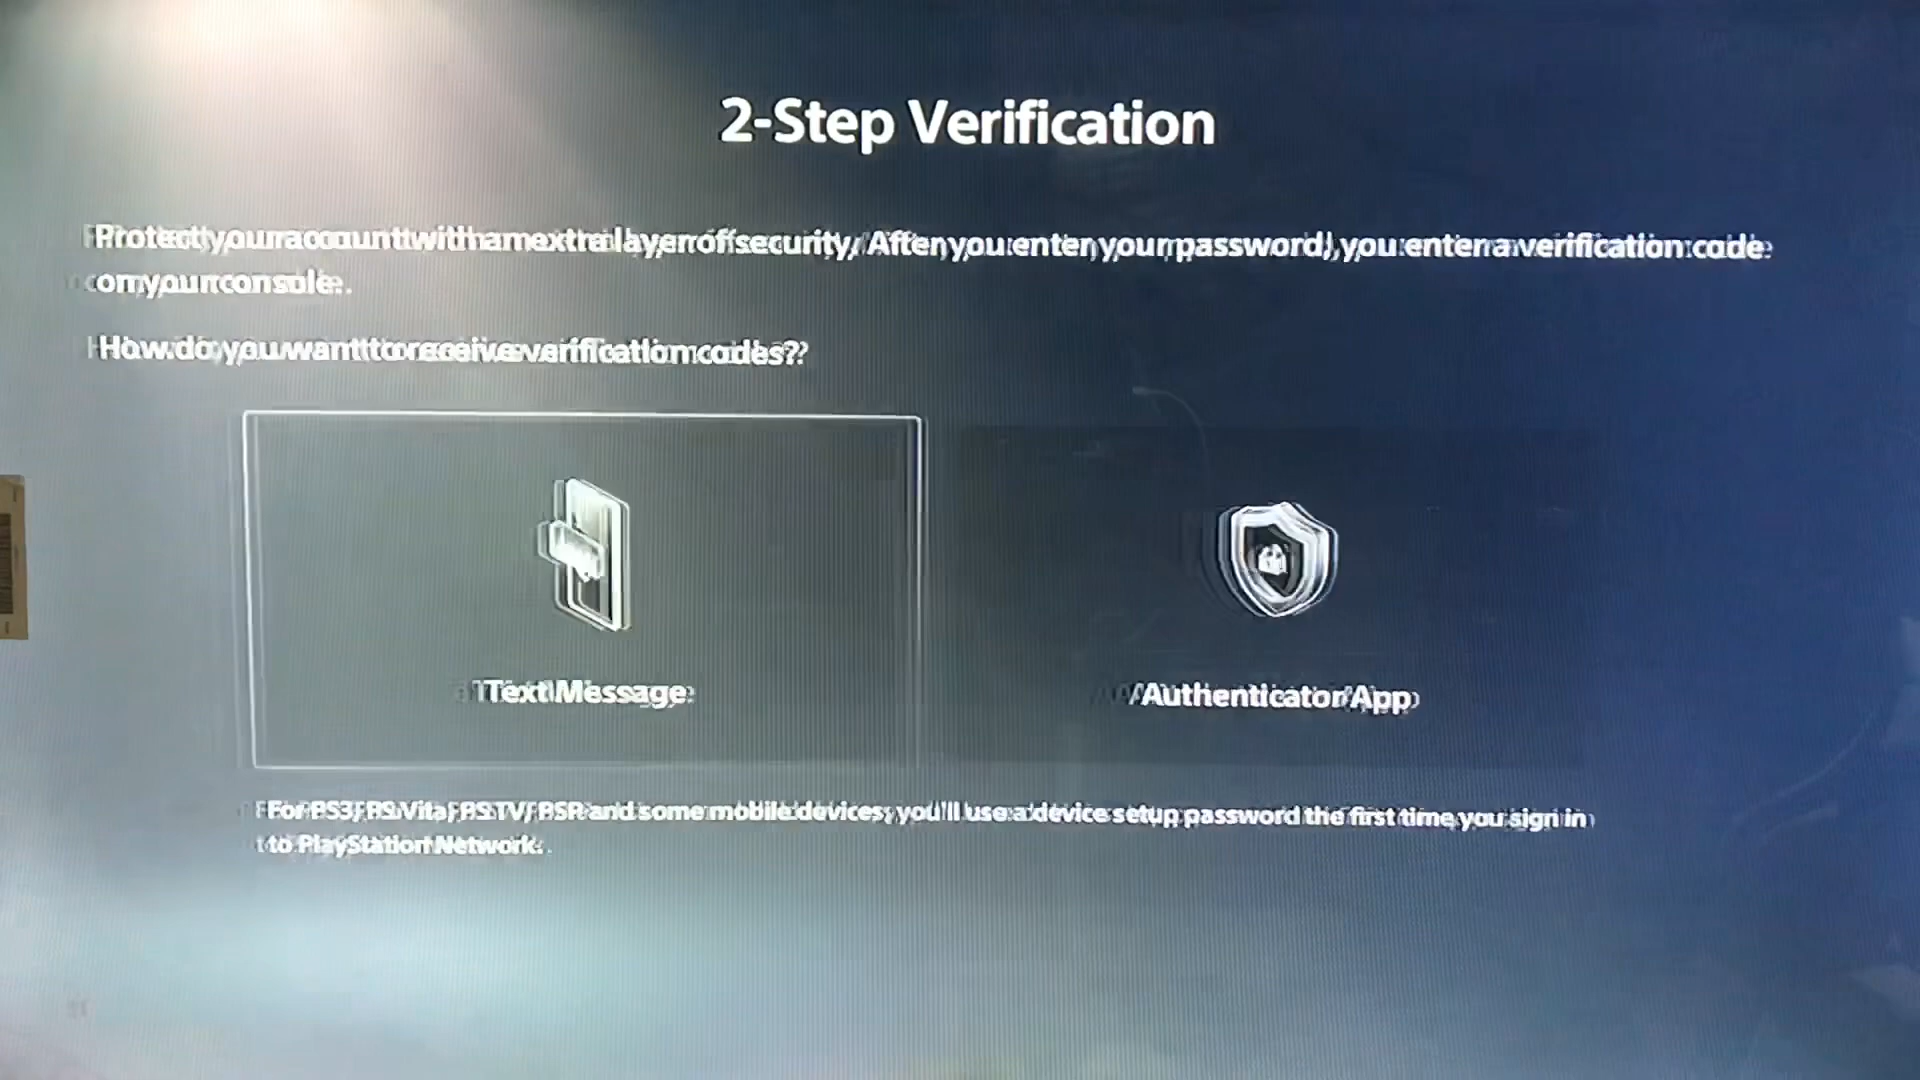 2-Step Verification
Protect your account with an extra layer of security. After you enter your password, you enter a verification code
on your console.
How do you want to receive verification codes?
Text Message
Authenticator App
For PS3, PS Vita, PS TV, PSP and some mobile devices, you'll use a device setup password the first time you sign in
to PlayStation Network.